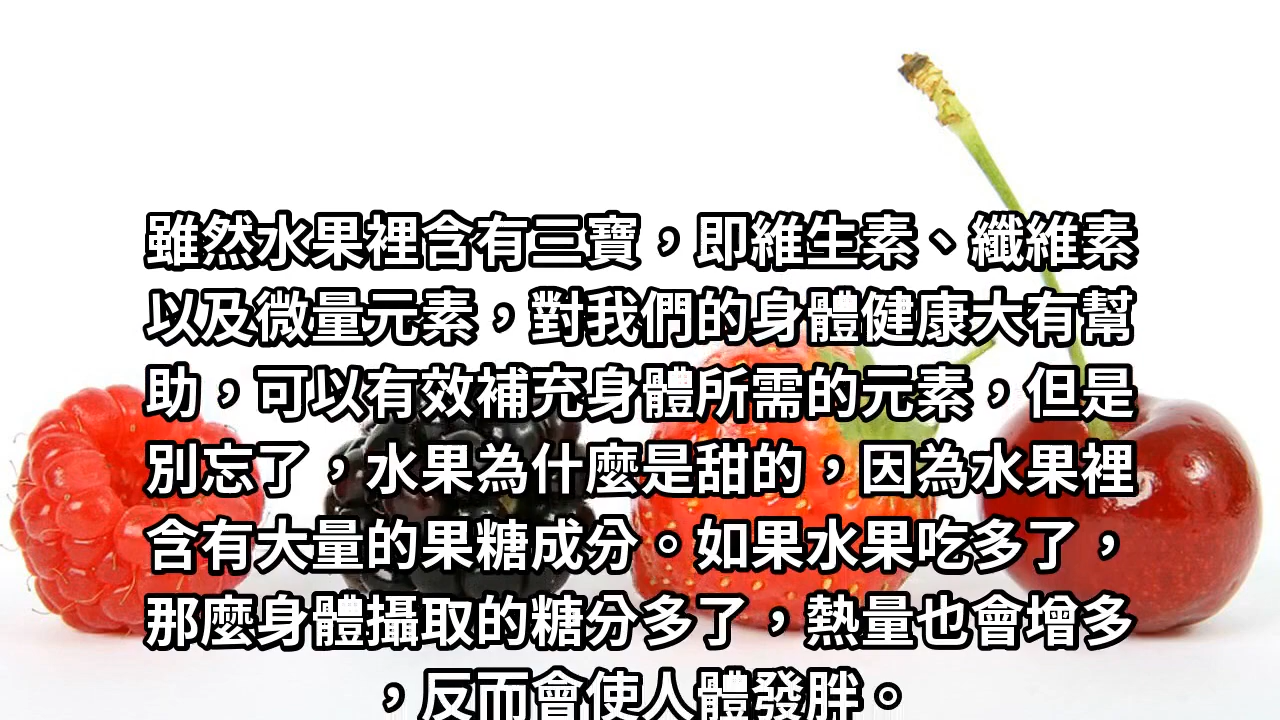 雖然水果裡含有三寶，即維生素、纖維素
以及微量元素，對我們的身體健康大有幫
助，可以有效補充身體所需的元素，但是
別忘了，水果為什麼是甜的，因為水果裡
含有大量的果糖成分。如果水果吃多了，
那麼身體攝取的糖分多了，熱量也會增多
，反而會使人體發胖。